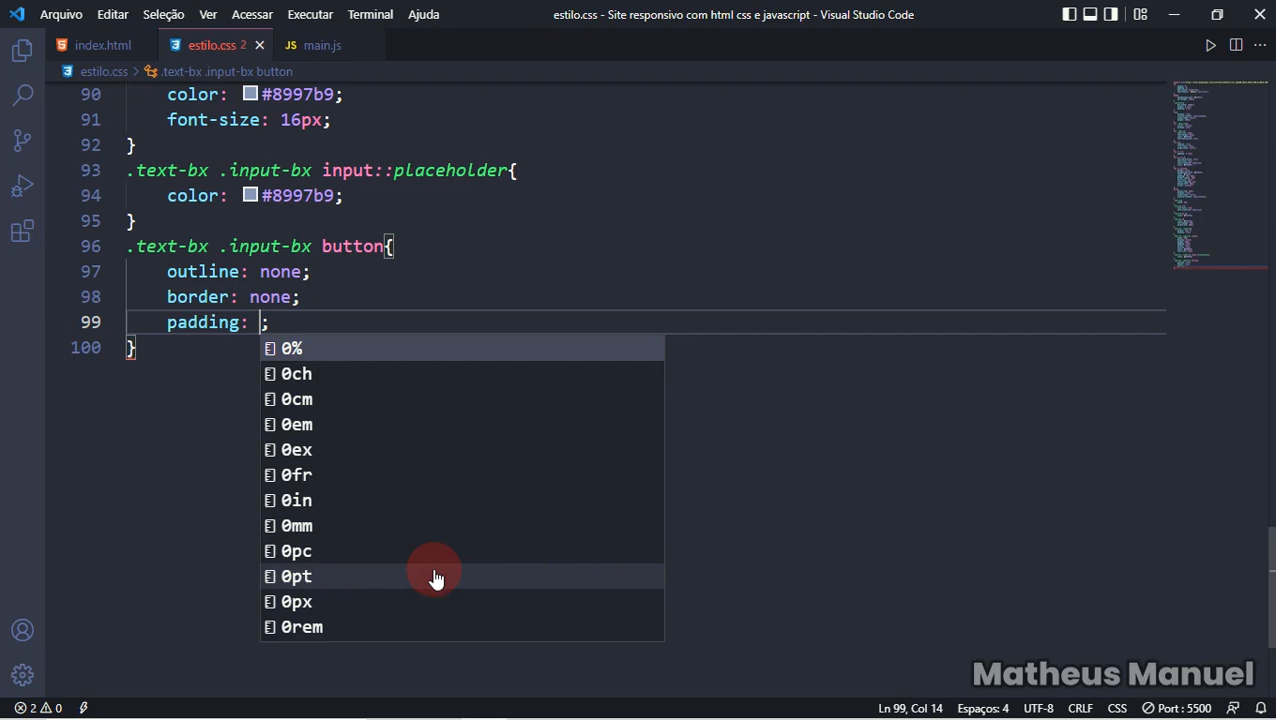 Arquivo Editar Seleção Ver Acessar Executar Terminal Ajuda
estilo.css - Site responsivo com html css e javascript - Visual Studio Code
index.html
estilo.css 2
JS main.js
estilo.css > .text-bx .input-bx button
90 color: #8997b9;
91 font-size: 16px;
92 }
93 .text-bx .input-bx input::placeholder{
94 color: #8997b9;
95 }
96 .text-bx .input-bx button{
97 outline: none;
98 border: none;
99 padding: ;
100 }
0%
0ch
0cm
0em
0ex
0fr
0in
0mm
0pc
0pt
0px
0rem
Matheus Manuel
2 0 Ln 99, Col 14 Espaços: 4 UTF-8 CRLF CSS Port : 5500